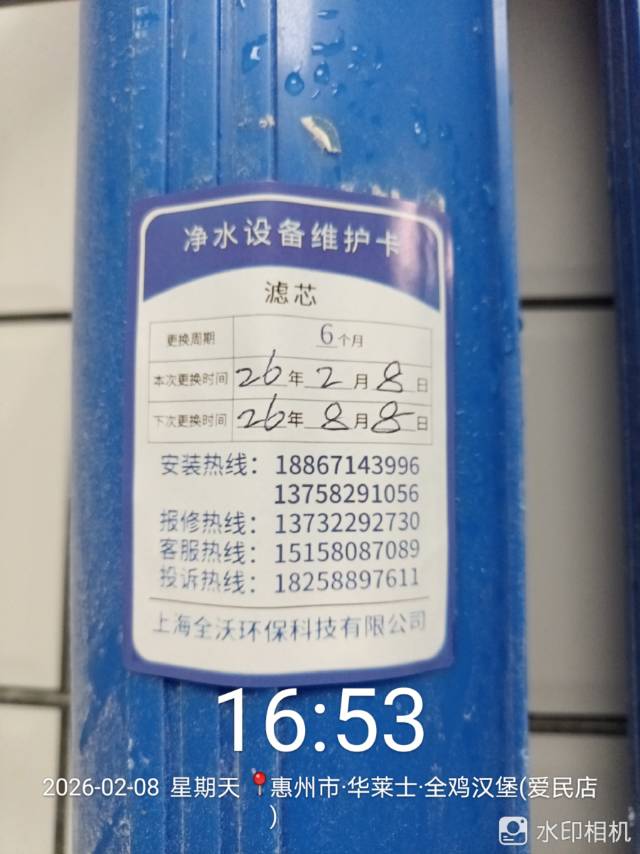 净水设备维护卡
滤芯
更换周期 6个月
本次更换时间 26年2月8日
下次更换时间 26年8月8日
安装热线：18867143996
13758291056
报修热线：13732292730
客服热线：15158087089
投诉热线：18258897611
上海全沃环保科技有限公司
16:53
2026-02-08 星期天 📍惠州市·华莱士·全鸡汉堡(爱民店
)
水印相机